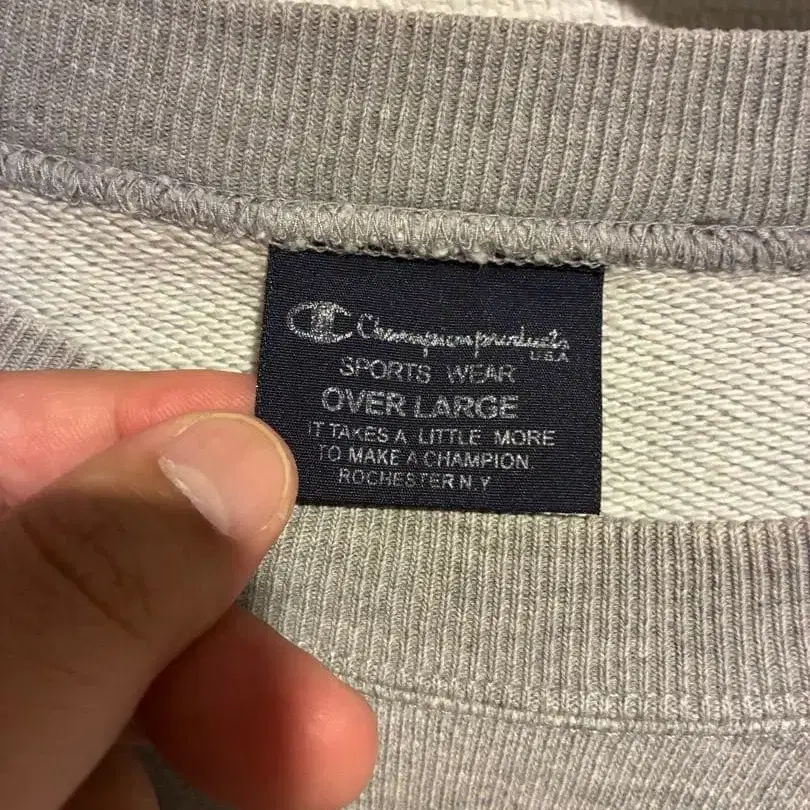 Champion products
U.S.A
SPORTS WEAR
OVER LARGE
IT TAKES A LITTLE MORE
TO MAKE A CHAMPION.
ROCHESTER N Y